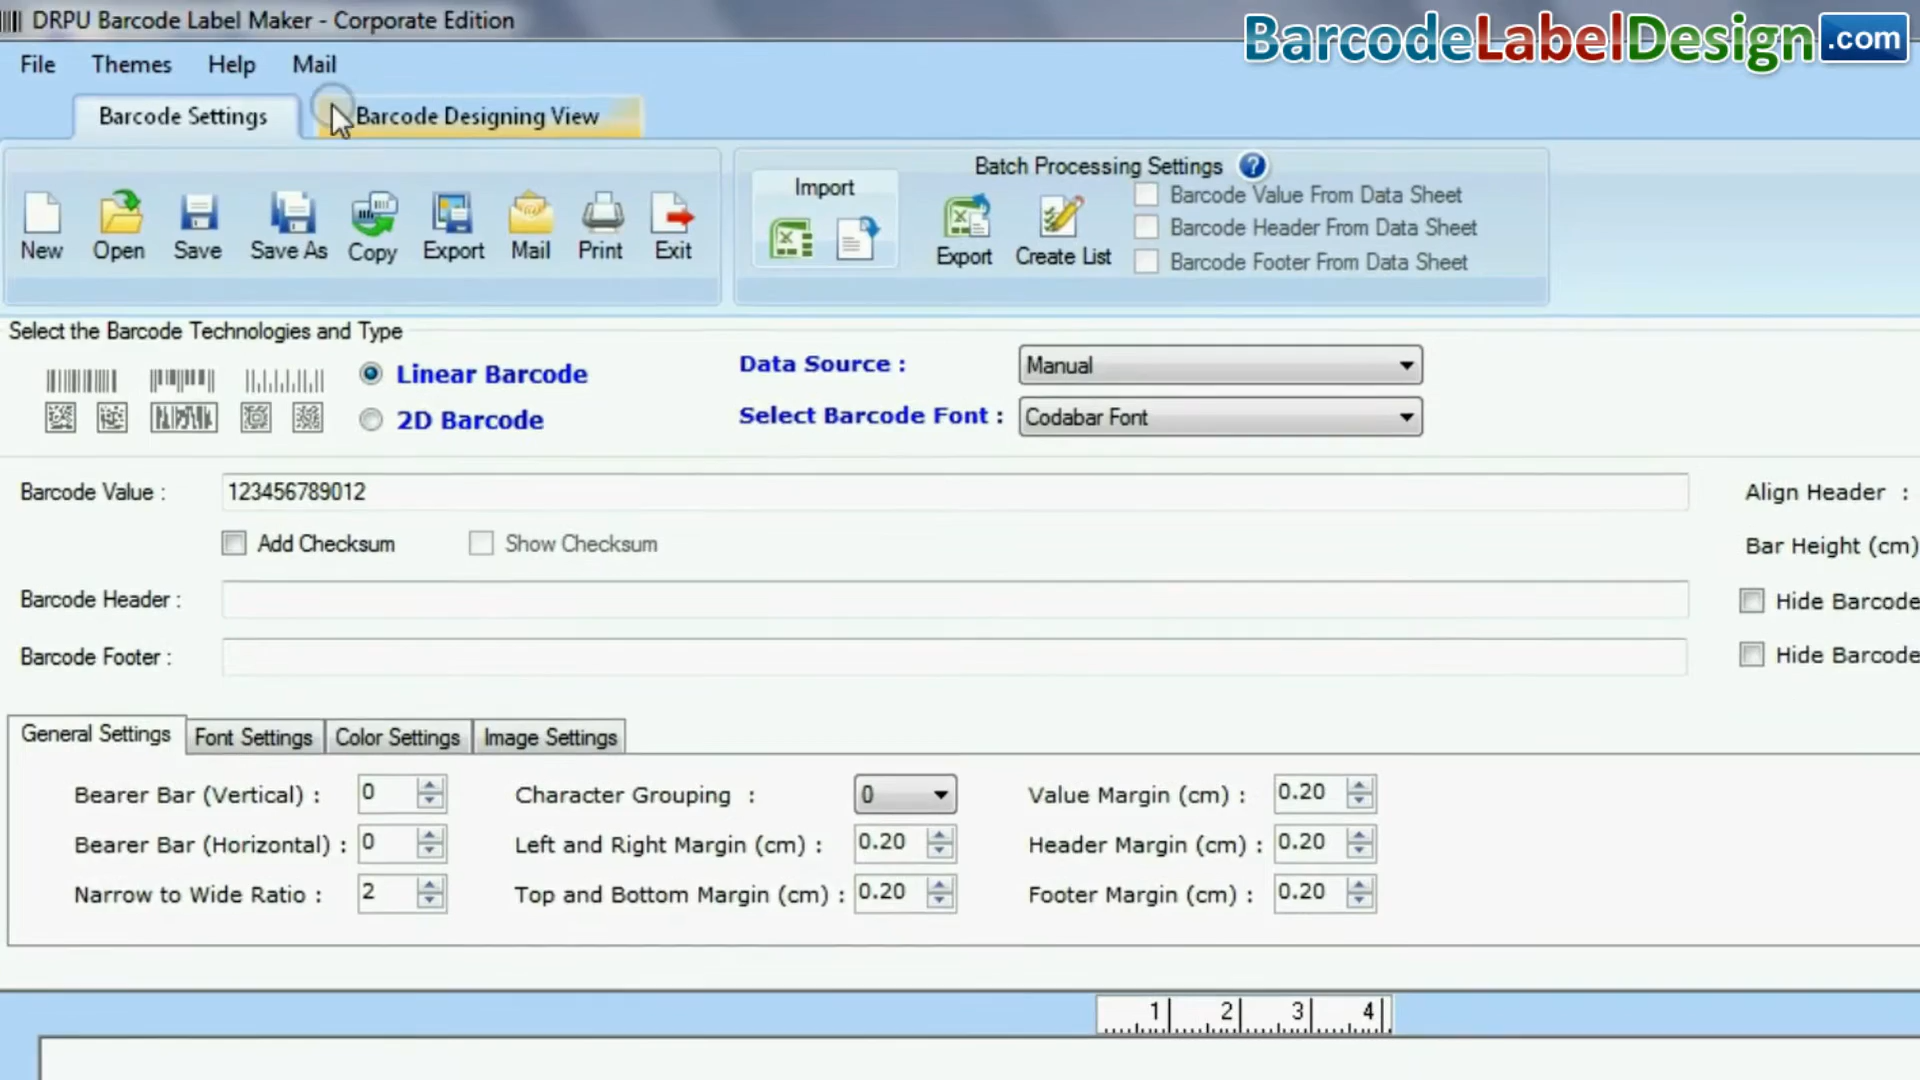 DRPU Barcode Label Maker - Corporate Edition
BarcodeLabelDesign.com
File Themes Help Mail
Barcode Settings Barcode Designing View
New Open Save Save As Copy Export Mail Print Exit
Import
Batch Processing Settings ?
Export Create List
Barcode Value From Data Sheet
Barcode Header From Data Sheet
Barcode Footer From Data Sheet
Select the Barcode Technologies and Type
Linear Barcode
2D Barcode
Data Source : Manual
Select Barcode Font : Codabar Font
Barcode Value : 123456789012
Align Header :
Add Checksum Show Checksum
Bar Height (cm)
Barcode Header :
Hide Barcode
Barcode Footer :
Hide Barcode
General Settings Font Settings Color Settings Image Settings
Bearer Bar (Vertical) : 0 Character Grouping : 0 Value Margin (cm) : 0.20
Bearer Bar (Horizontal) : 0 Left and Right Margin (cm) : 0.20 Header Margin (cm) : 0.20
Narrow to Wide Ratio : 2 Top and Bottom Margin (cm) : 0.20 Footer Margin (cm) : 0.20
1 2 3 4